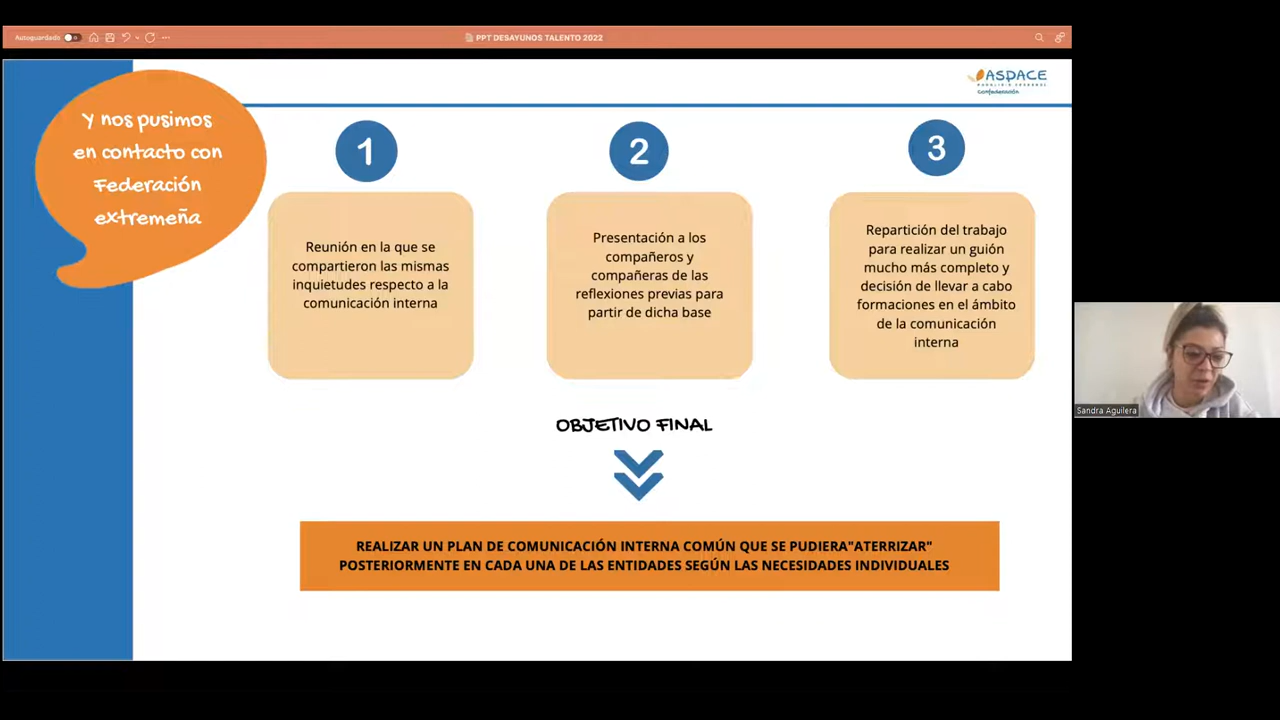 Autoguardado
PPT DESAYUNOS TALENTO 2022
ASPACE
Confederación
Y nos pusimos
en contacto con
Federación
extremeña
1
2
3
Reunión en la que se
compartieron las mismas
inquietudes respecto a la
comunicación interna
Presentación a los
compañeros y
compañeras de las
reflexiones previas para
partir de dicha base
Repartición del trabajo
para realizar un guión
mucho más completo y
decisión de llevar a cabo
formaciones en el ámbito
de la comunicación
interna
OBJETIVO FINAL
REALIZAR UN PLAN DE COMUNICACIÓN INTERNA COMÚN QUE SE PUDIERA"ATERRIZAR"
POSTERIORMENTE EN CADA UNA DE LAS ENTIDADES SEGÚN LAS NECESIDADES INDIVIDUALES
Sandra Aguilera